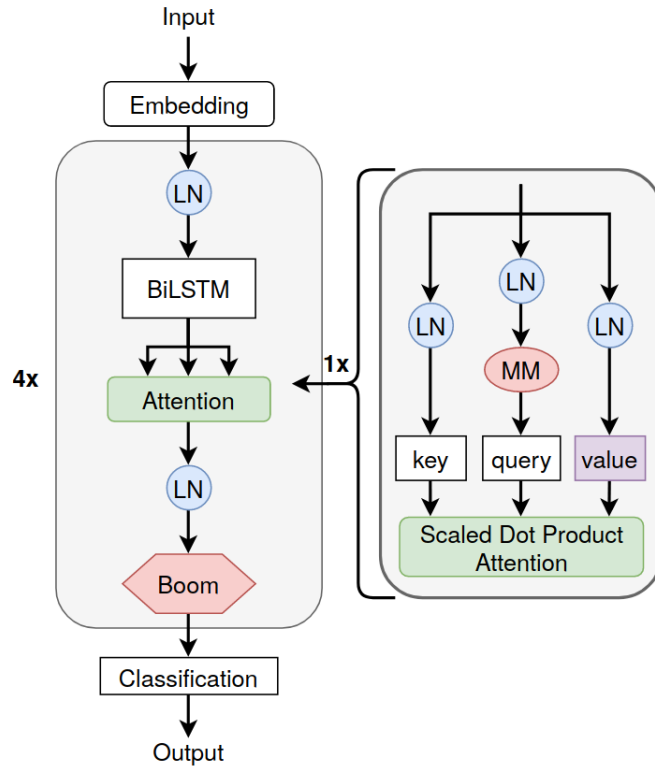 Input
Embedding
LN
BiLSTM
4x
Attention
LN
Boom
Classification
Output
1x
LN
LN
LN
MM
key
query
value
Scaled Dot Product
Attention